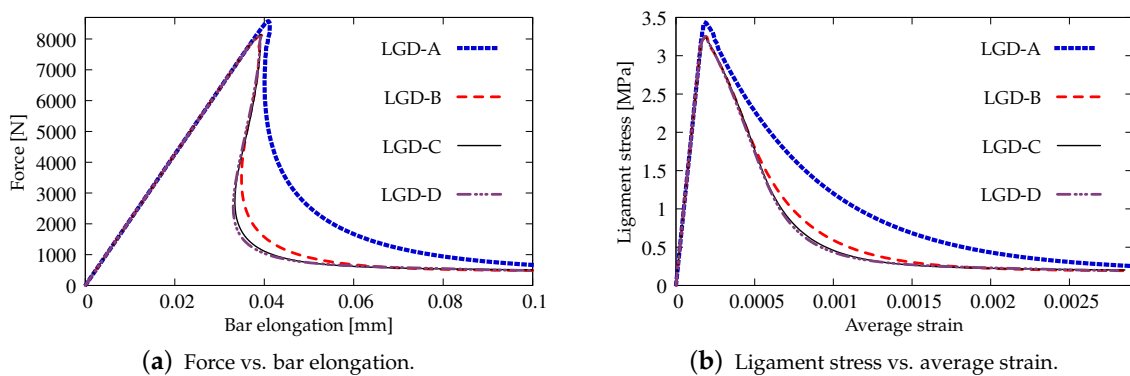 8000
7000
6000
5000
4000
3000
2000
1000
0
Force [N]
0
0.02
0.04
0.06
0.08
0.1
Bar elongation [mm]
LGD-A
LGD-B
LGD-C
LGD-D
(a) Force vs. bar elongation.
3.5
3
2.5
2
1.5
1
0.5
0
Ligament stress [MPa]
0
0.0005
0.001
0.0015
0.002
0.0025
Average strain
LGD-A
LGD-B
LGD-C
LGD-D
(b) Ligament stress vs. average strain.